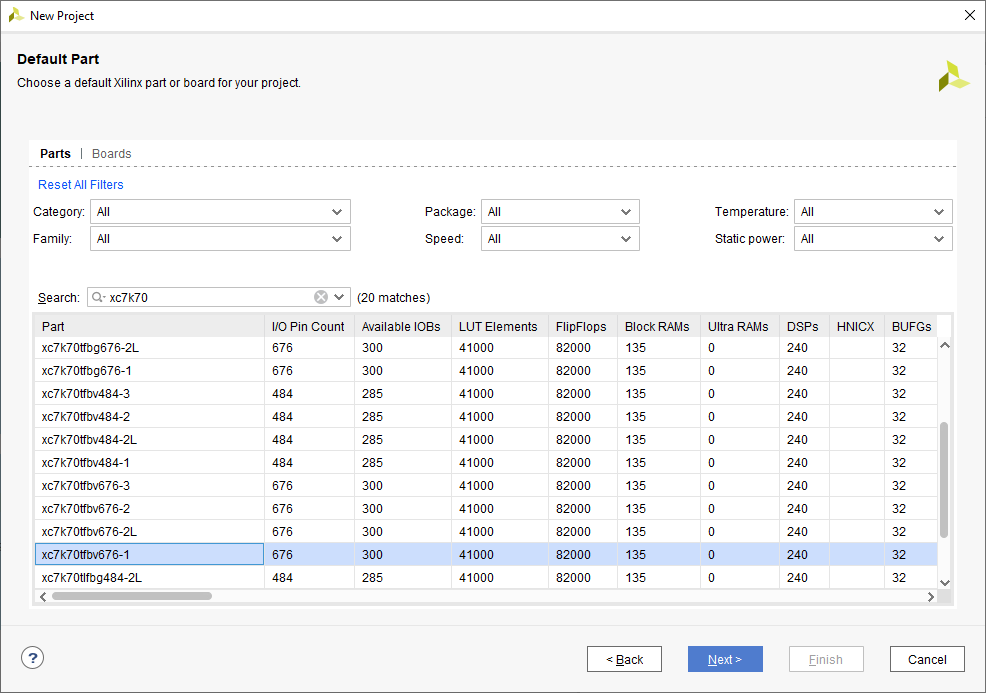 New Project
Default Part
Choose a default Xilinx part or board for your project.
Parts | Boards
Reset All Filters
Category: All Package: All Temperature: All
Family: All Speed: All Static power: All
Search: xc7k70 (20 matches)
Part I/O Pin Count Available IOBs LUT Elements FlipFlops Block RAMs Ultra RAMs DSPs HNICX BUFGs
xc7k70tfbg676-2L 676 300 41000 82000 135 0 240 32
xc7k70tfbg676-1 676 300 41000 82000 135 0 240 32
xc7k70tfbv484-3 484 285 41000 82000 135 0 240 32
xc7k70tfbv484-2 484 285 41000 82000 135 0 240 32
xc7k70tfbv484-2L 484 285 41000 82000 135 0 240 32
xc7k70tfbv484-1 484 285 41000 82000 135 0 240 32
xc7k70tfbv676-3 676 300 41000 82000 135 0 240 32
xc7k70tfbv676-2 676 300 41000 82000 135 0 240 32
xc7k70tfbv676-2L 676 300 41000 82000 135 0 240 32
xc7k70tfbv676-1 676 300 41000 82000 135 0 240 32
xc7k70tlfbg484-2L 484 285 41000 82000 135 0 240 32
? < Back Next > Finish Cancel